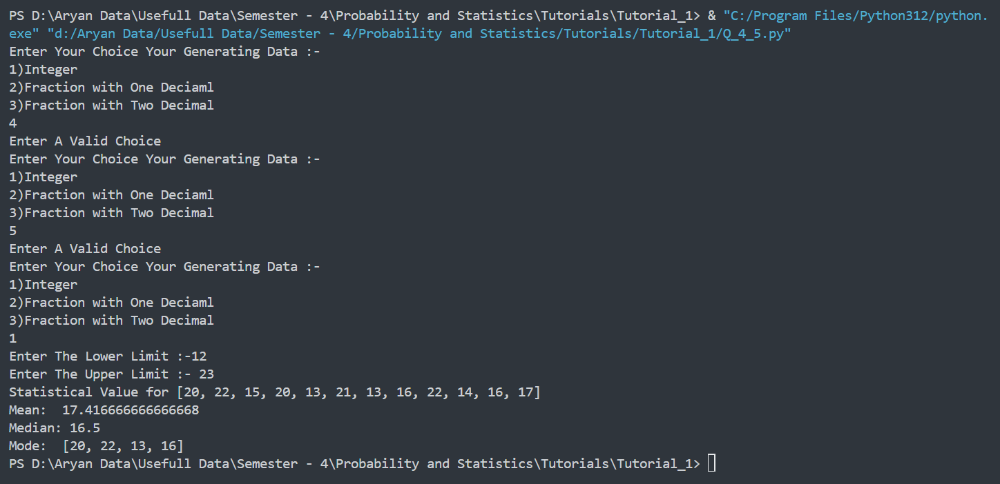 PS D:\Aryan Data\Usefull Data\Semester - 4\Probability and Statistics\Tutorials\Tutorial_1> & "C:/Program Files/Python312/python.
exe" "d:/Aryan Data/Usefull Data/Semester - 4/Probability and Statistics/Tutorials/Tutorial_1/Q_4_5.py"
Enter Your Choice Your Generating Data :-
1)Integer
2)Fraction with One Deciaml
3)Fraction with Two Decimal
4
Enter A Valid Choice
Enter Your Choice Your Generating Data :-
1)Integer
2)Fraction with One Deciaml
3)Fraction with Two Decimal
5
Enter A Valid Choice
Enter Your Choice Your Generating Data :-
1)Integer
2)Fraction with One Deciaml
3)Fraction with Two Decimal
1
Enter The Lower Limit :-12
Enter The Upper Limit :- 23
Statistical Value for [20, 22, 15, 20, 13, 21, 13, 16, 22, 14, 16, 17]
Mean:  17.416666666666668
Median: 16.5
Mode:  [20, 22, 13, 16]
PS D:\Aryan Data\Usefull Data\Semester - 4\Probability and Statistics\Tutorials\Tutorial_1>